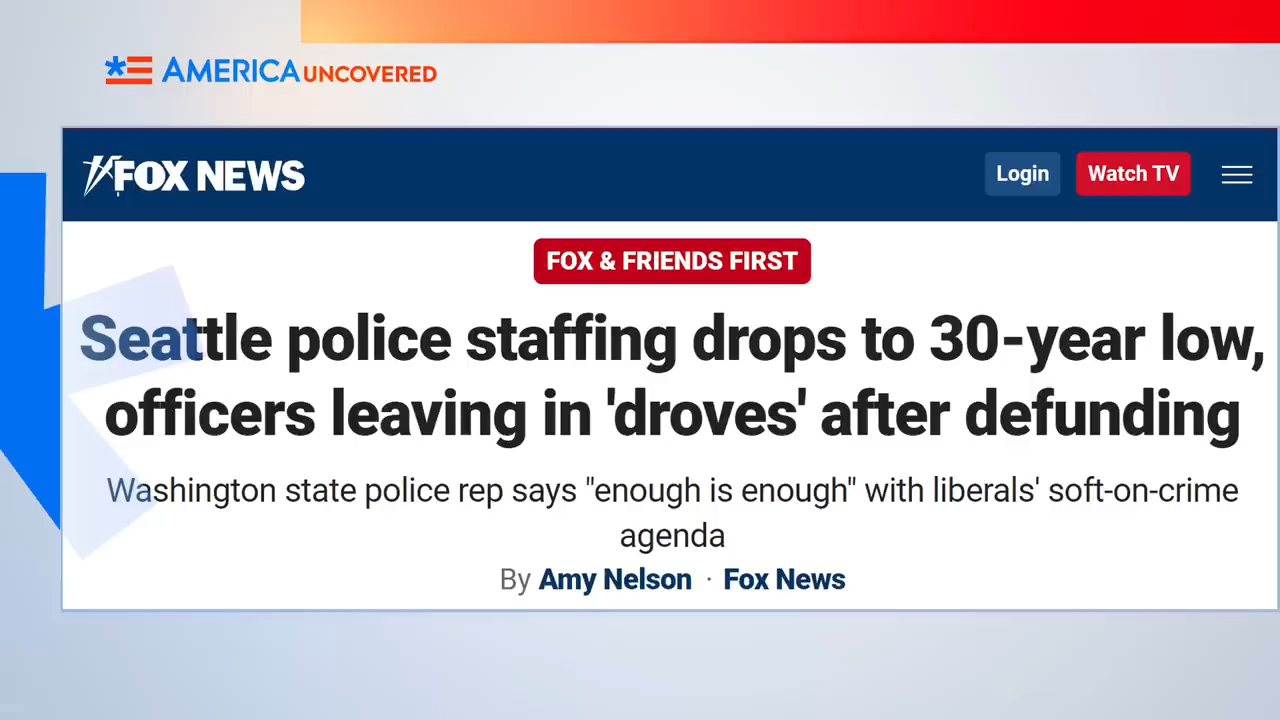 AMERICA UNCOVERED
FOX NEWS
Login
Watch TV
FOX & FRIENDS FIRST
Seattle police staffing drops to 30-year low,
officers leaving in 'droves' after defunding
Washington state police rep says "enough is enough" with liberals' soft-on-crime
agenda
By Amy Nelson · Fox News